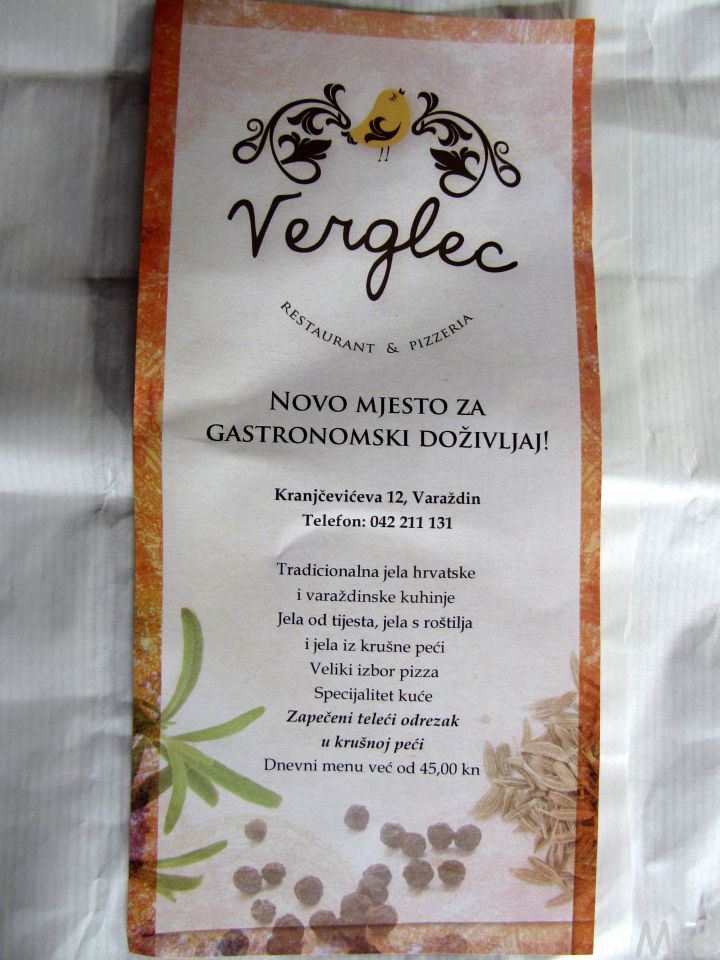 Verglec
RESTAURANT & PIZZERIA
NOVO MJESTO ZA
GASTRONOMSKI DOŽIVLJAJ!
Kranjčevićeva 12, Varaždin
Telefon: 042 211 131
Tradicionalna jela hrvatske
i varaždinske kuhinje
Jela od tijesta, jela s roštilja
i jela iz krušne peći
Veliki izbor pizza
Specijalitet kuće
Zapečeni teleći odrezak
u krušnoj peći
Dnevni menu već od 45,00 kn